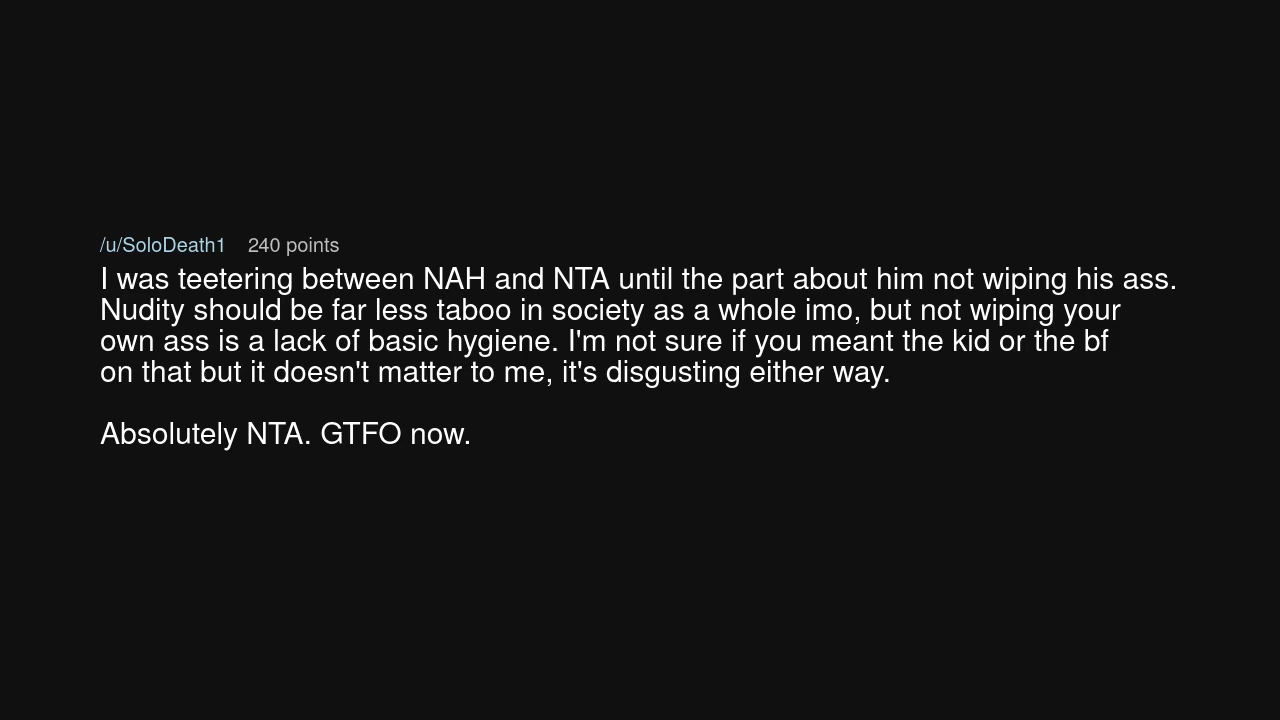 /u/SoloDeath1 240 points
I was teetering between NAH and NTA until the part about him not wiping his ass.
Nudity should be far less taboo in society as a whole imo, but not wiping your
own ass is a lack of basic hygiene. I'm not sure if you meant the kid or the bf
on that but it doesn't matter to me, it's disgusting either way.
Absolutely NTA. GTFO now.